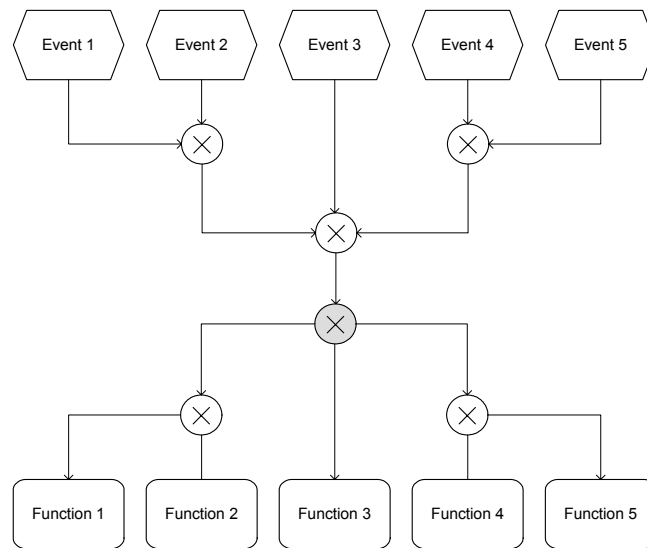 Event 1
Event 2
Event 3
Event 4
Event 5
Function 1
Function 2
Function 3
Function 4
Function 5